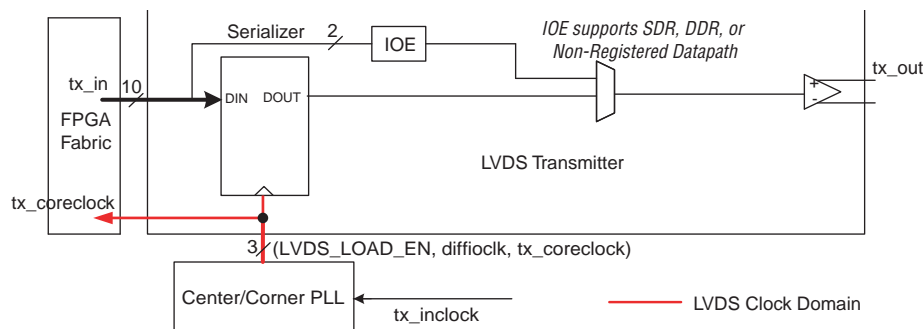 Serializer
2
IOE
IOE supports SDR, DDR, or
Non-Registered Datapath
tx_in
10
DIN
DOUT
+
-
tx_out
FPGA
Fabric
LVDS Transmitter
tx_coreclock
3
(LVDS_LOAD_EN, diffioclk, tx_coreclock)
Center/Corner PLL
tx_inclock
LVDS Clock Domain